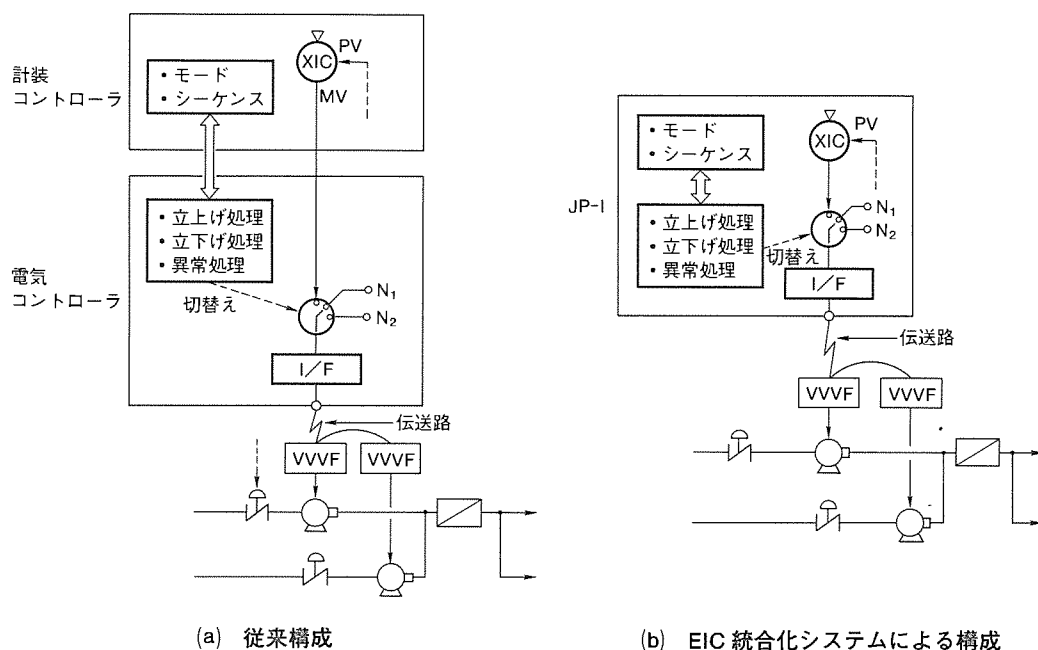 計装
コントローラ
・モード
・シーケンス
XIC
PV
MV
電気
コントローラ
・立上げ処理
・立下げ処理
・異常処理
切替え
N₁
N₂
I/F
伝送路
VVVF
VVVF
(a) 従来構成
JP-I
・モード
・シーケンス
XIC
PV
・立上げ処理
・立下げ処理
・異常処理
切替え
N₁
N₂
I/F
伝送路
VVVF
VVVF
(b) EIC 統合化システムによる構成